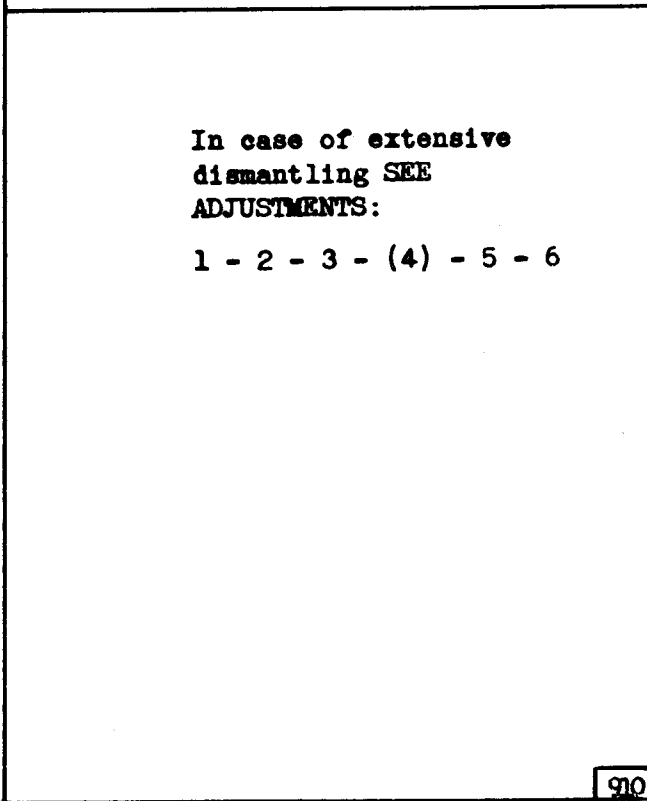 In case of extensive
dismantling SEE
ADJUSTMENTS:
1 - 2 - 3 - (4) - 5 - 6
910